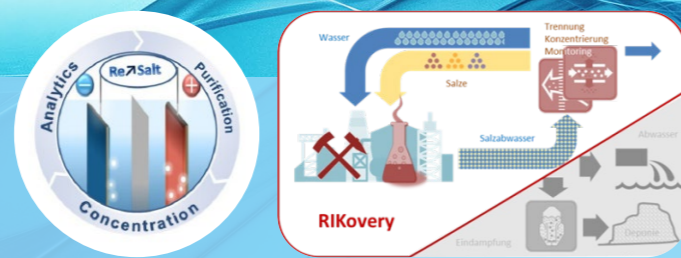 Analytics
Re↗Salt
Purification
Concentration
Wasser
Trennung
Konzentrierung
Monitoring
Salze
Salzabwasser
RIKovery
Abwasser
Eindampfung
Deponie